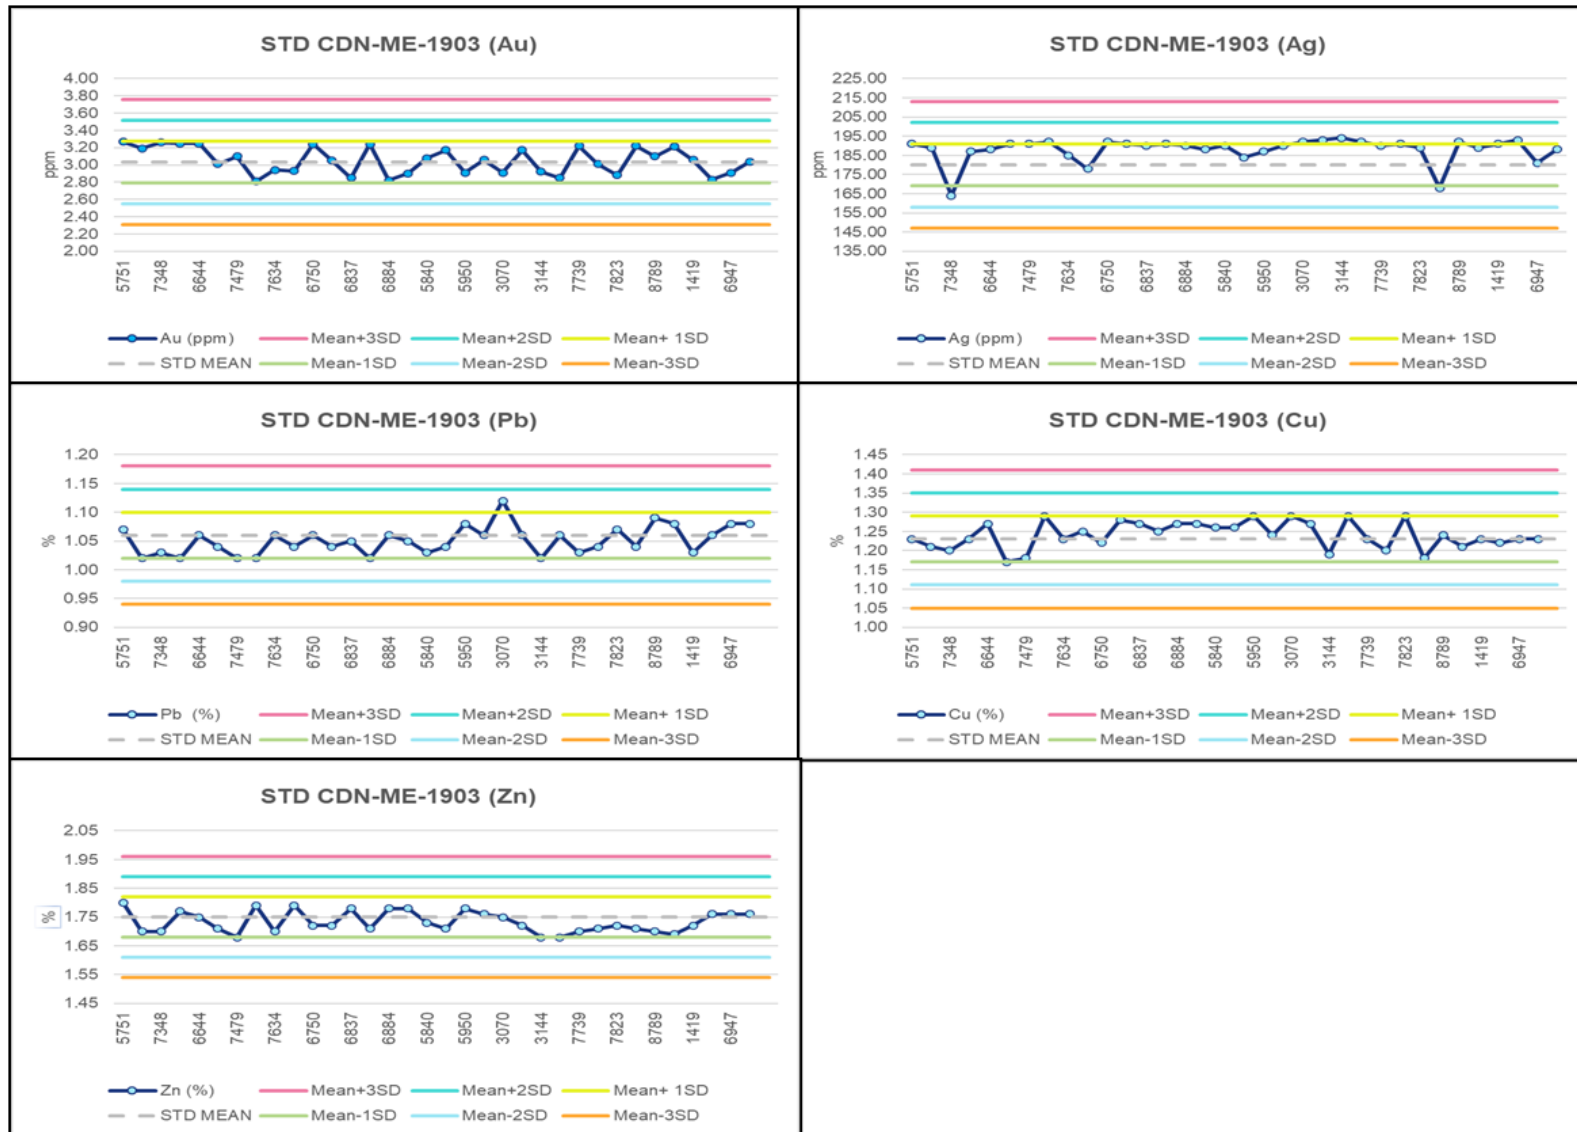 STD CDN-ME-1903 (Au)
4.00
3.80
3.60
3.40
3.20
3.00
2.80
2.60
2.40
2.20
2.00
ppm
5751 7348 6644 7479 7634 6750 6837 6884 5840 5950 3070 3144 7739 7823 8789 1419 6947
Au (ppm) Mean+3SD Mean+2SD Mean+ 1SD
STD MEAN Mean-1SD Mean-2SD Mean-3SD
STD CDN-ME-1903 (Ag)
225.00
215.00
205.00
195.00
185.00
175.00
165.00
155.00
145.00
135.00
ppm
5751 7348 6644 7479 7634 6750 6837 6884 5840 5950 3070 3144 7739 7823 8789 1419 6947
Ag (ppm) Mean+3SD Mean+2SD Mean+ 1SD
STD MEAN Mean-1SD Mean-2SD Mean-3SD
STD CDN-ME-1903 (Pb)
1.20
1.15
1.10
1.05
1.00
0.95
0.90
%
5751 7348 6644 7479 7634 6750 6837 6884 5840 5950 3070 3144 7739 7823 8789 1419 6947
Pb (%) Mean+3SD Mean+2SD Mean+ 1SD
STD MEAN Mean-1SD Mean-2SD Mean-3SD
STD CDN-ME-1903 (Cu)
1.45
1.40
1.35
1.30
1.25
1.20
1.15
1.10
1.05
1.00
%
5751 7348 6644 7479 7634 6750 6837 6884 5840 5950 3070 3144 7739 7823 8789 1419 6947
Cu (%) Mean+3SD Mean+2SD Mean+ 1SD
STD MEAN Mean-1SD Mean-2SD Mean-3SD
STD CDN-ME-1903 (Zn)
2.05
1.95
1.85
1.75
1.65
1.55
1.45
%
5751 7348 6644 7479 7634 6750 6837 6884 5840 5950 3070 3144 7739 7823 8789 1419 6947
Zn (%) Mean+3SD Mean+2SD Mean+ 1SD
STD MEAN Mean-1SD Mean-2SD Mean-3SD